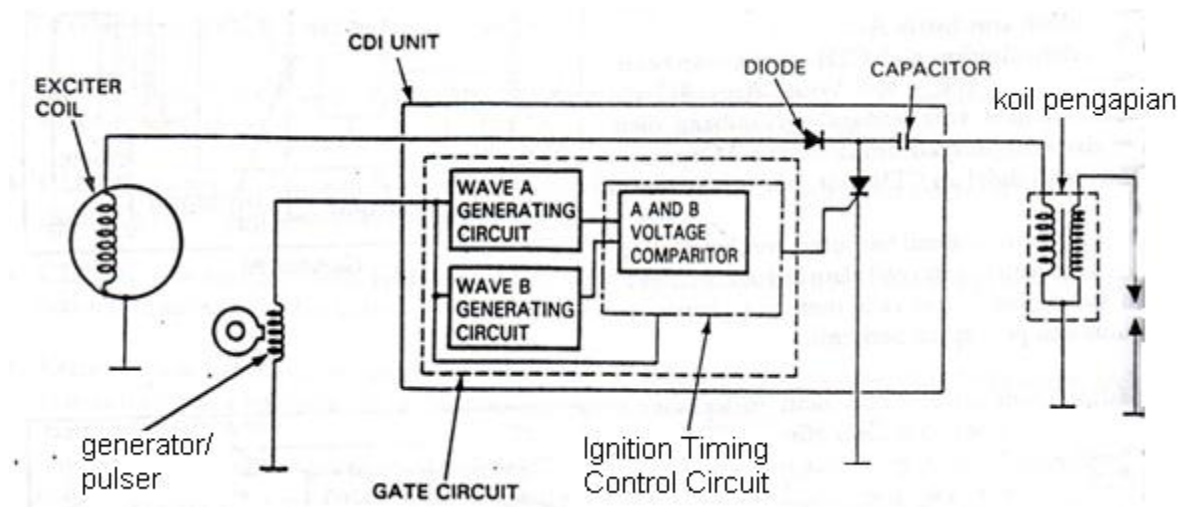 CDI UNIT
DIODE
CAPACITOR
EXCITER
COIL
koil pengapian
WAVE A
GENERATING
CIRCUIT
A AND B
VOLTAGE
COMPARITOR
WAVE B
GENERATING
CIRCUIT
generator/
pulser
Ignition Timing
Control Circuit
GATE CIRCUIT